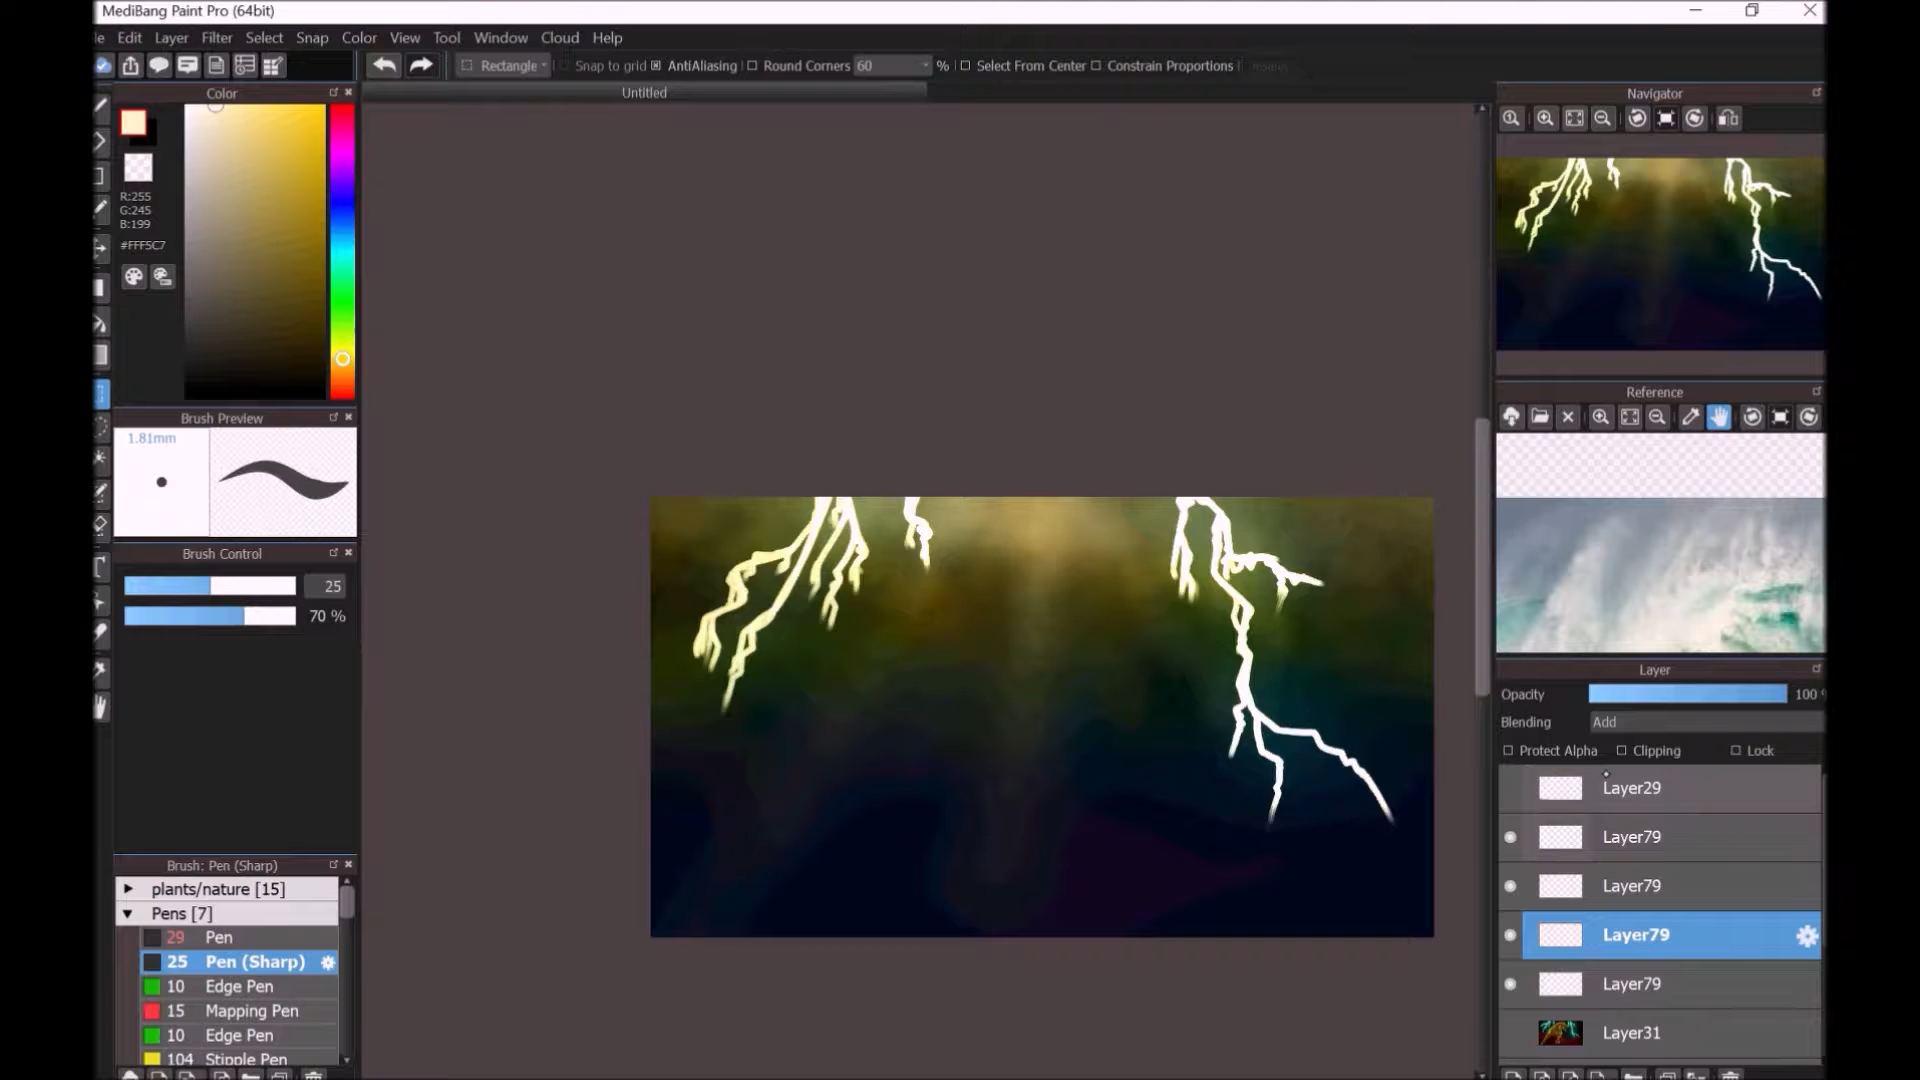 MediBang Paint Pro (64bit)
Edit Layer Filter Select Snap Color View Tool Window Cloud Help
Rectangle Snap to grid AntiAliasing Round Corners 60 % Select From Center Constrain Proportions
Color
Untitled
Navigator
R:255
G:245
B:199
#FFF5C7
Reference
Brush Preview
1.81mm
Brush Control
25
70 %
Layer
Opacity 100
Blending Add
Protect Alpha Clipping Lock
Layer29
Layer79
Layer79
Layer79
Layer79
Layer31
Brush: Pen (Sharp)
plants/nature [15]
Pens [7]
29 Pen
25 Pen (Sharp)
10 Edge Pen
15 Mapping Pen
10 Edge Pen
104 Stipple Pen